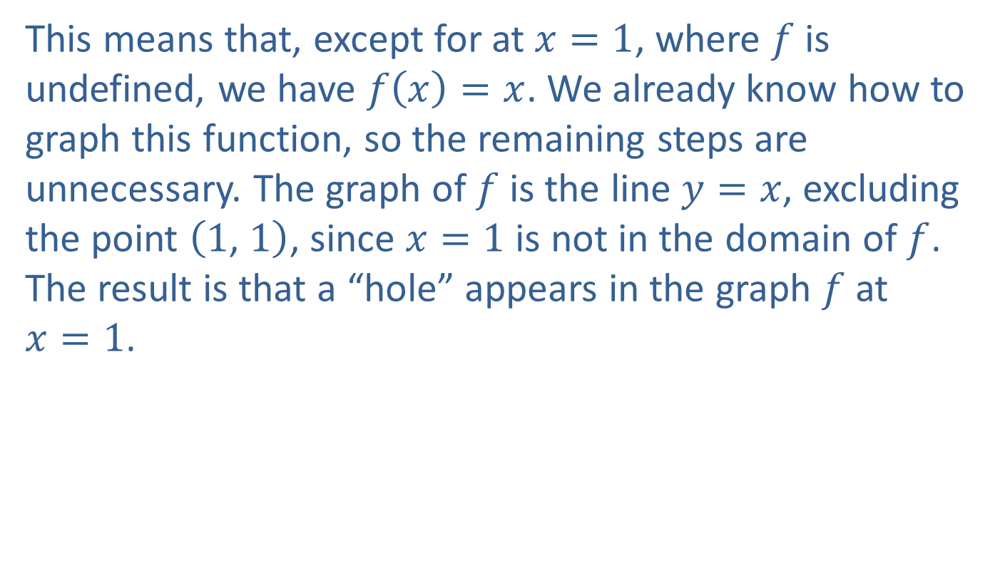 This means that, except for at x = 1, where f is
undefined, we have f(x) = x. We already know how to
graph this function, so the remaining steps are
unnecessary. The graph of f is the line y = x, excluding
the point (1, 1), since x = 1 is not in the domain of f.
The result is that a “hole” appears in the graph f at
x = 1.